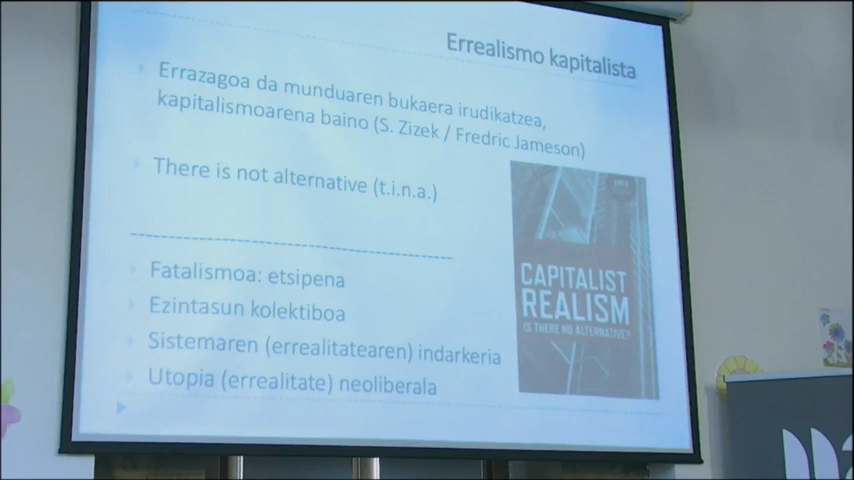 Errealismo kapitalista
Errazagoa da munduaren bukaera irudikatzea,
kapitalismoarena baino (S. Zizek / Fredric Jameson)
There is not alternative (t.i.n.a.)
Fatalismoa: etsipena
Ezintasun kolektiboa
Sistemaren (errealitatearen) indarkeria
Utopia (errealitate) neoliberala
CAPITALIST
REALISM
IS THERE NO ALTERNATIVE?